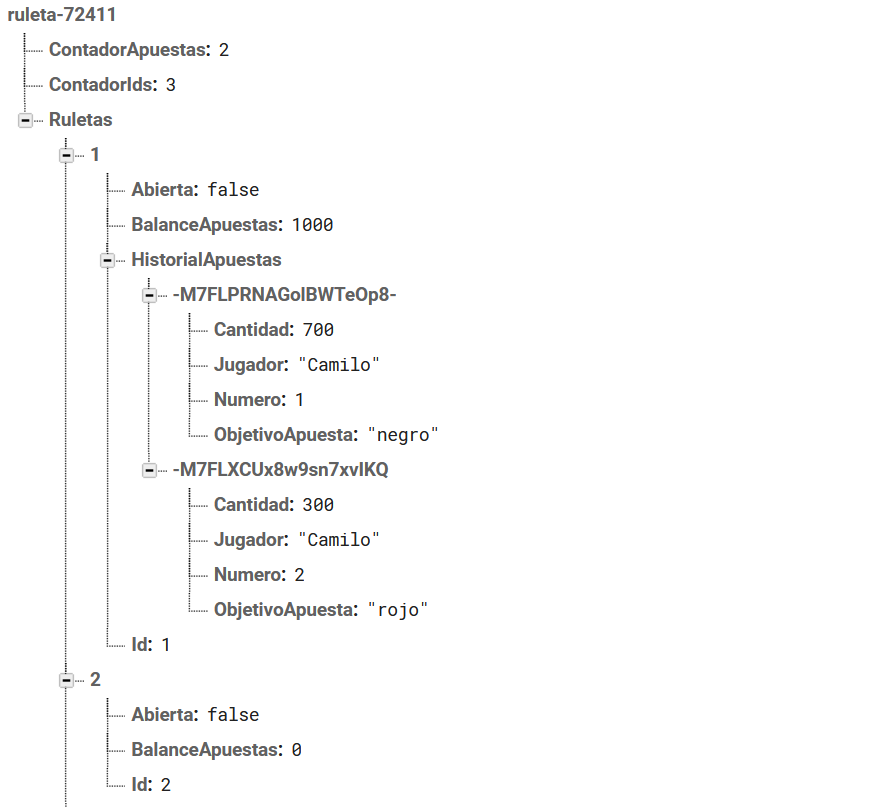 ruleta-72411
ContadorApuestas: 2
ContadorIds: 3
Ruletas
1
Abierta: false
BalanceApuestas: 1000
HistorialApuestas
-M7FLPRNAGolBWTeOp8-
Cantidad: 700
Jugador: "Camilo"
Numero: 1
ObjetivoApuesta: "negro"
-M7FLXCUx8w9sn7xvlKQ
Cantidad: 300
Jugador: "Camilo"
Numero: 2
ObjetivoApuesta: "rojo"
Id: 1
2
Abierta: false
BalanceApuestas: 0
Id: 2